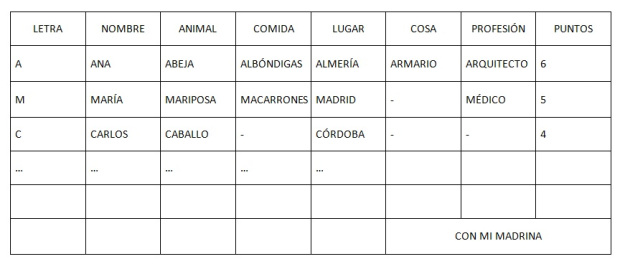 LETRA NOMBRE ANIMAL COMIDA LUGAR COSA PROFESIÓN PUNTOS
A ANA ABEJA ALBÓNDIGAS ALMERÍA ARMARIO ARQUITECTO 6
M MARÍA MARIPOSA MACARRONES MADRID - MÉDICO 5
C CARLOS CABALLO - CÓRDOBA - - 4
... ... ... ... ...
CON MI MADRINA